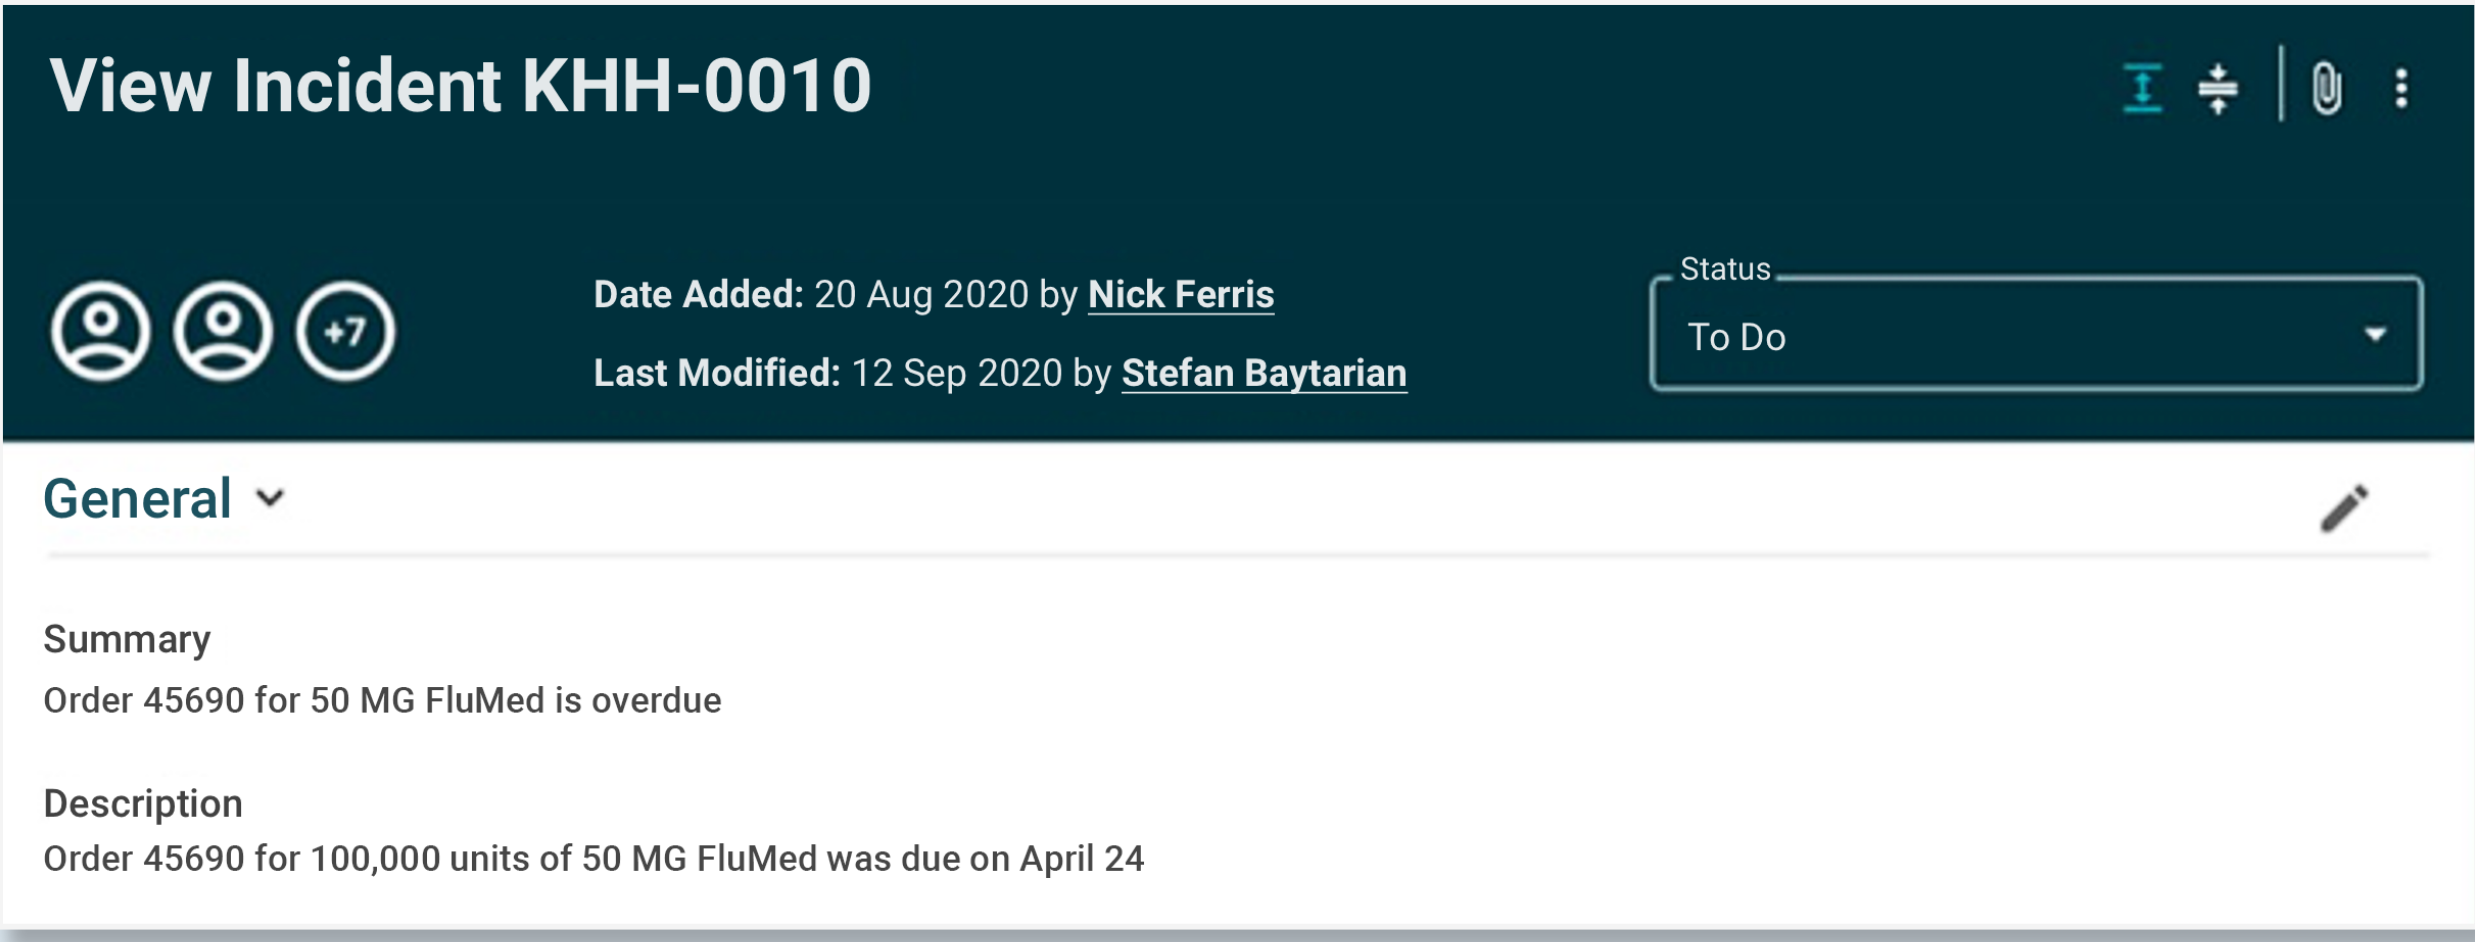 View Incident KHH-0010
+7
Date Added: 20 Aug 2020 by Nick Ferris
Last Modified: 12 Sep 2020 by Stefan Baytarian
Status
To Do
General
Summary
Order 45690 for 50 MG FluMed is overdue
Description
Order 45690 for 100,000 units of 50 MG FluMed was due on April 24